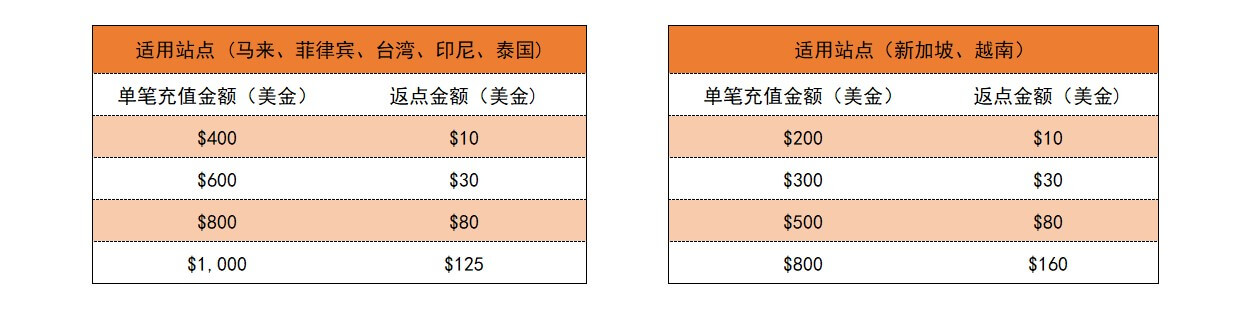 适用站点（马来、菲律宾、台湾、印尼、泰国）
单笔充值金额（美金） 返点金额（美金）
$400 $10
$600 $30
$800 $80
$1,000 $125
适用站点（新加坡、越南）
单笔充值金额（美金） 返点金额（美金）
$200 $10
$300 $30
$500 $80
$800 $160